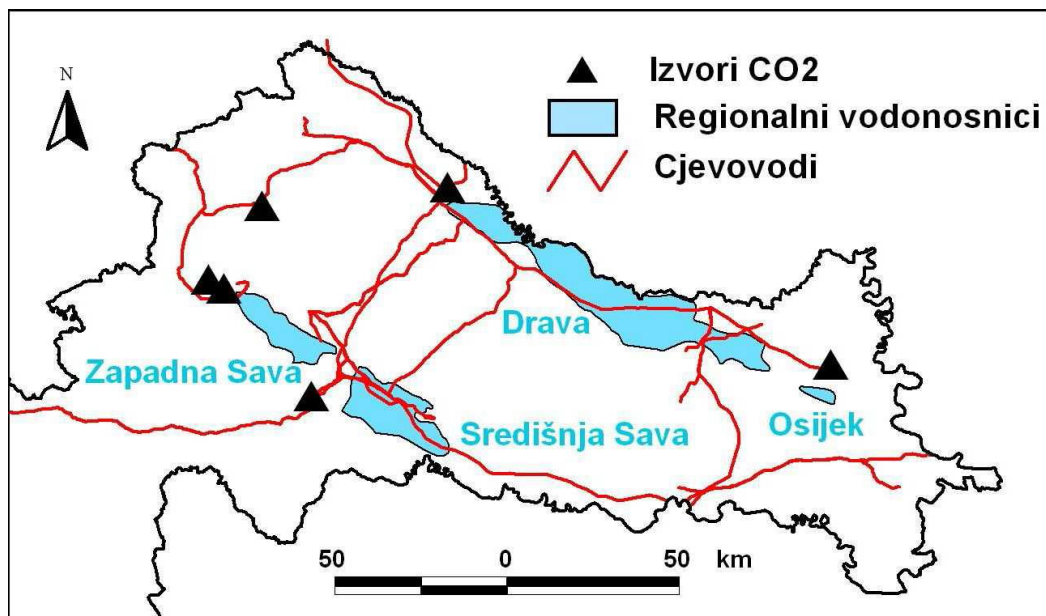 N
Izvori CO2
Regionalni vodonosnici
Cjevovodi
Drava
Zapadna Sava
Središnja Sava
Osijek
50 0 50 km